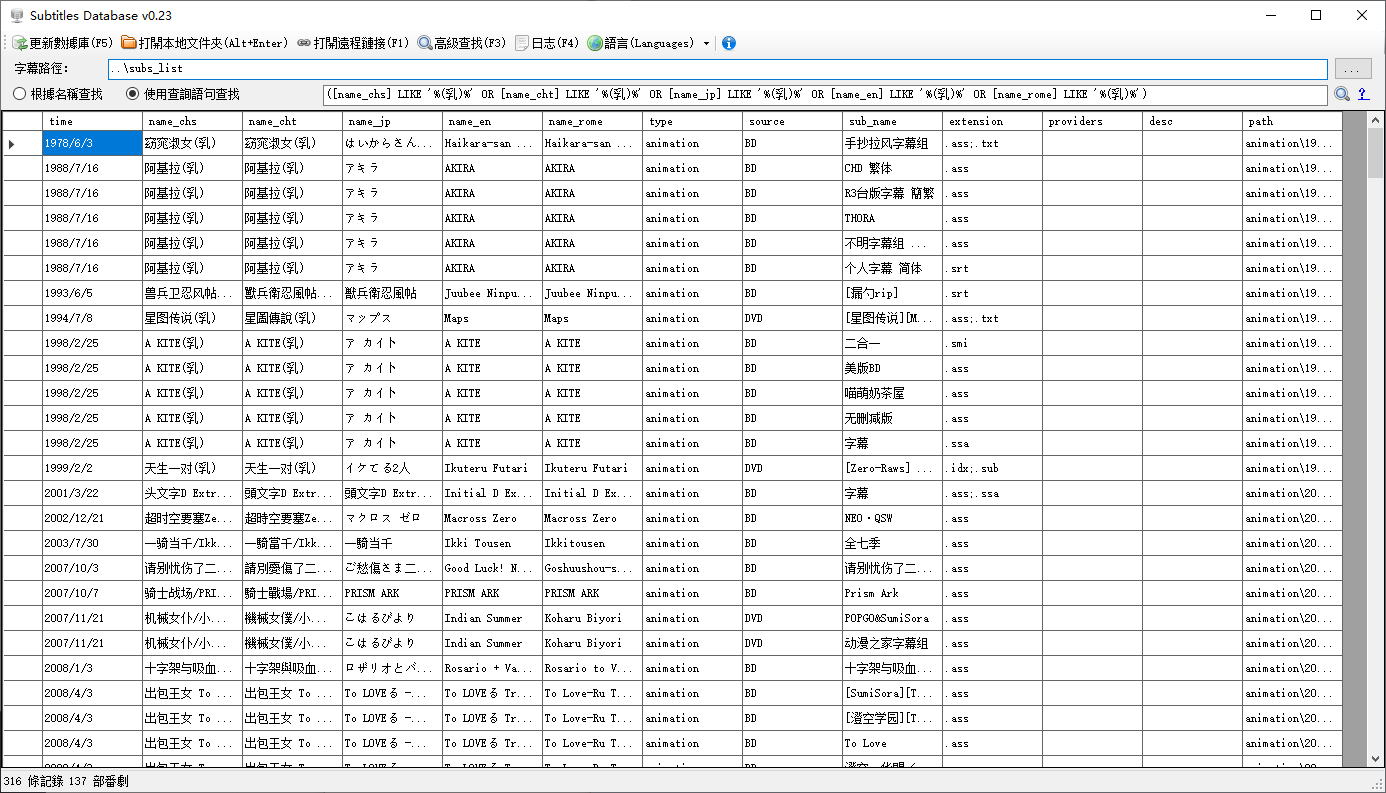 Subtitles Database v0.23
更新數據庫(F5) 打開本地文件夾(Alt+Enter) 打開遠程鏈接(F1) 高級查找(F3) 日志(F4) 語言(Languages)
字幕路徑: ..\subs_list ...
根據名稱查找 使用查詢語句查找 ([name_chs] LIKE '%(乳)%' OR [name_cht] LIKE '%(乳)%' OR [name_jp] LIKE '%(乳)%' OR [name_en] LIKE '%(乳)%' OR [name_rome] LIKE '%(乳)%') ?
time name_chs name_cht name_jp name_en name_rome type source sub_name extension providers desc path
1978/6/3 窈窕淑女(乳) 窈窕淑女(乳) はいからさん... Haikara-san ... Haikara-san ... animation BD 手抄拉风字幕组 .ass;.txt animation\19...
1988/7/16 阿基拉(乳) 阿基拉(乳) アキラ AKIRA AKIRA animation BD CHD 繁体 .ass animation\19...
1988/7/16 阿基拉(乳) 阿基拉(乳) アキラ AKIRA AKIRA animation BD R3台版字幕 簡繁 .ass animation\19...
1988/7/16 阿基拉(乳) 阿基拉(乳) アキラ AKIRA AKIRA animation BD THORA .ass animation\19...
1988/7/16 阿基拉(乳) 阿基拉(乳) アキラ AKIRA AKIRA animation BD 不明字幕组 ... .ass animation\19...
1988/7/16 阿基拉(乳) 阿基拉(乳) アキラ AKIRA AKIRA animation BD 个人字幕 简体 .srt animation\19...
1993/6/5 兽兵卫忍风帖... 獸兵衛忍風帖... 獣兵衛忍風帖 Juubee Ninpu... Juubee Ninpu... animation BD [漏勺rip] .srt animation\19...
1994/7/8 星图传说(乳) 星圖傳說(乳) マップス Maps Maps animation DVD [星图传说][M... .ass;.txt animation\19...
1998/2/25 A KITE(乳) A KITE(乳) ア カイト A KITE A KITE animation BD 二合一 .smi animation\19...
1998/2/25 A KITE(乳) A KITE(乳) ア カイト A KITE A KITE animation BD 美版BD .ass animation\19...
1998/2/25 A KITE(乳) A KITE(乳) ア カイト A KITE A KITE animation BD 喵萌奶茶屋 .ass animation\19...
1998/2/25 A KITE(乳) A KITE(乳) ア カイト A KITE A KITE animation BD 无删减版 .ass animation\19...
1998/2/25 A KITE(乳) A KITE(乳) ア カイト A KITE A KITE animation BD 字幕 .ssa animation\19...
1999/2/2 天生一对(乳) 天生一对(乳) イケてる2人 Ikuteru Futari Ikuteru Futari animation DVD [Zero-Raws] ... .idx;.sub animation\19...
2001/3/22 头文字D Extr... 頭文字D Extr... 頭文字D Extr... Initial D Ex... Initial D Ex... animation BD 字幕 .ass;.ssa animation\20...
2002/12/21 超时空要塞Ze... 超時空要塞Ze... マクロス ゼロ Macross Zero Macross Zero animation BD NEO·QSW .ass animation\20...
2003/7/30 一骑当千/Ikk... 一騎當千/Ikk... 一騎当千 Ikki Tousen Ikkitousen animation BD 全七季 .ass animation\20...
2007/10/3 请别忧伤了二... 請別憂傷了二... ご愁傷さま二... Good Luck! N... Goshuushou-s... animation BD 请别忧伤了二... .ass animation\20...
2007/10/7 骑士战场/PRI... 騎士戰場/PRI... PRISM ARK PRISM ARK PRISM ARK animation BD Prism Ark .ass animation\20...
2007/11/21 机械女仆/小... 機械女僕/小... こはるびより Indian Summer Koharu Biyori animation DVD POPGO&SumiSora .ass animation\20...
2007/11/21 机械女仆/小... 機械女僕/小... こはるびより Indian Summer Koharu Biyori animation DVD 动漫之家字幕组 .ass animation\20...
2008/1/3 十字架与吸血... 十字架與吸血... ロザリオとバ... Rosario + Va... Rosario to V... animation BD 十字架与吸血... .ass animation\20...
2008/4/3 出包王女 To ... 出包王女 To ... To LOVEる -... To LOVEる Tr... To Love-Ru T... animation BD [SumiSora][T... .ass animation\20...
2008/4/3 出包王女 To ... 出包王女 To ... To LOVEる -... To LOVEる Tr... To Love-Ru T... animation BD [澄空学园][T... .ass animation\20...
2008/4/3 出包王女 To ... 出包王女 To ... To LOVEる -... To LOVEる Tr... To Love-Ru T... animation BD To Love .ass animation\20...
316 條記錄 137 部番劇